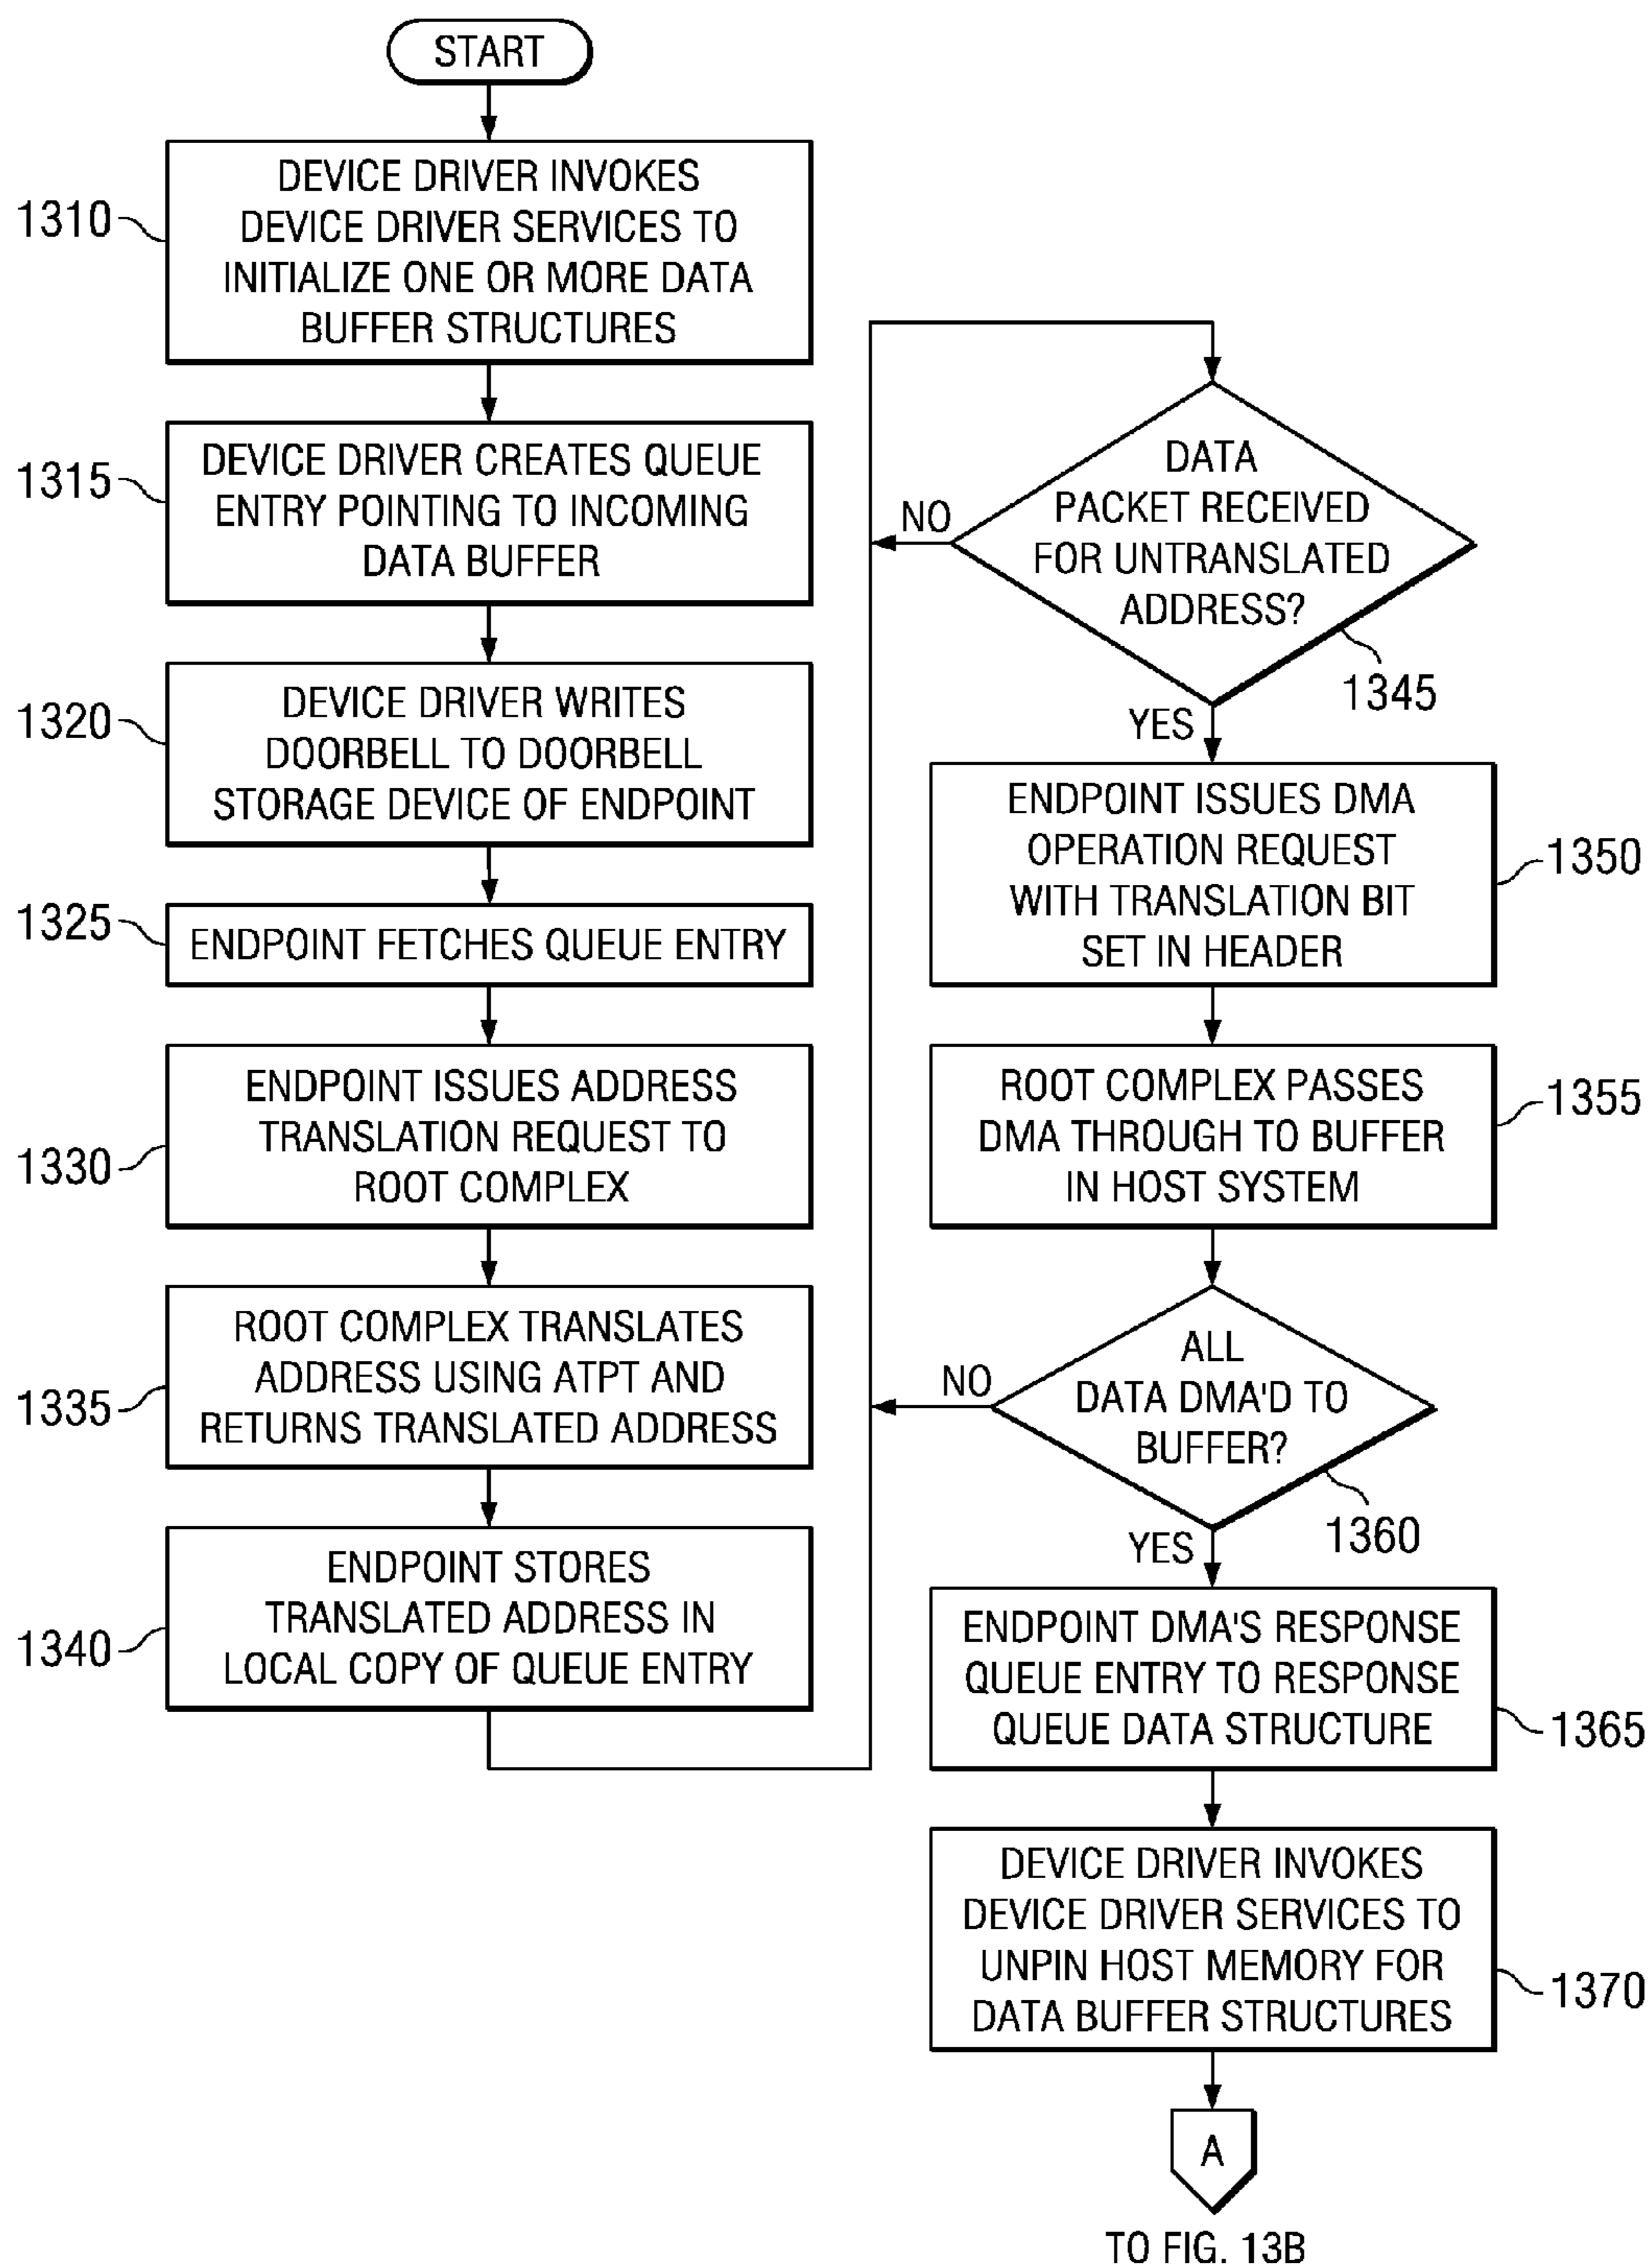 START
1310
DEVICE DRIVER INVOKES
DEVICE DRIVER SERVICES TO
INITIALIZE ONE OR MORE DATA
BUFFER STRUCTURES
1315
DEVICE DRIVER CREATES QUEUE
ENTRY POINTING TO INCOMING
DATA BUFFER
1320
DEVICE DRIVER WRITES
DOORBELL TO DOORBELL
STORAGE DEVICE OF ENDPOINT
1325
ENDPOINT FETCHES QUEUE ENTRY
1330
ENDPOINT ISSUES ADDRESS
TRANSLATION REQUEST TO
ROOT COMPLEX
1335
ROOT COMPLEX TRANSLATES
ADDRESS USING ATPT AND
RETURNS TRANSLATED ADDRESS
1340
ENDPOINT STORES
TRANSLATED ADDRESS IN
LOCAL COPY OF QUEUE ENTRY
DATA
PACKET RECEIVED
FOR UNTRANSLATED
ADDRESS?
NO
1345
YES
ENDPOINT ISSUES DMA
OPERATION REQUEST
WITH TRANSLATION BIT
SET IN HEADER
1350
ROOT COMPLEX PASSES
DMA THROUGH TO BUFFER
IN HOST SYSTEM
1355
ALL
DATA DMA'D TO
BUFFER?
NO
1360
YES
ENDPOINT DMA'S RESPONSE
QUEUE ENTRY TO RESPONSE
QUEUE DATA STRUCTURE
1365
DEVICE DRIVER INVOKES
DEVICE DRIVER SERVICES TO
UNPIN HOST MEMORY FOR
DATA BUFFER STRUCTURES
1370
A
TO FIG. 13B